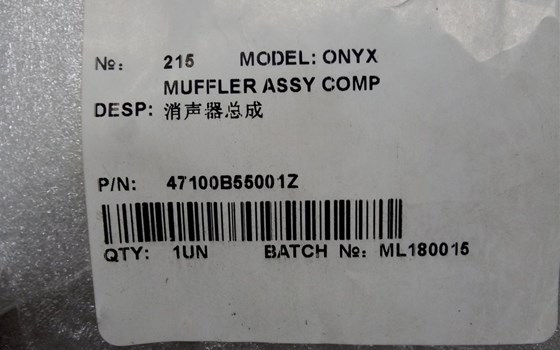 №: 215 MODEL: ONYX
MUFFLER ASSY COMP
DESP: 消声器总成
P/N: 47100B55001Z
QTY: 1UN BATCH №: ML180015